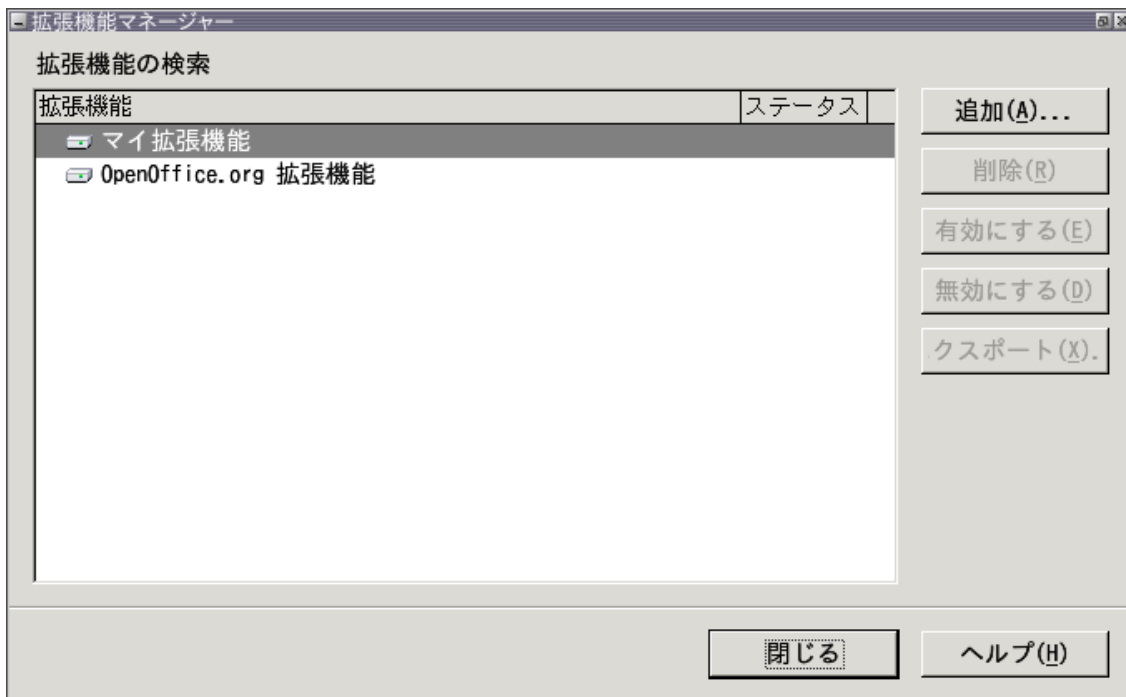 拡張機能マネージャー
拡張機能の検索
拡張機能 ステータス
マイ拡張機能
OpenOffice.org 拡張機能
追加(A)...
削除(R)
有効にする(E)
無効にする(D)
クスポート(X).
閉じる
ヘルプ(H)